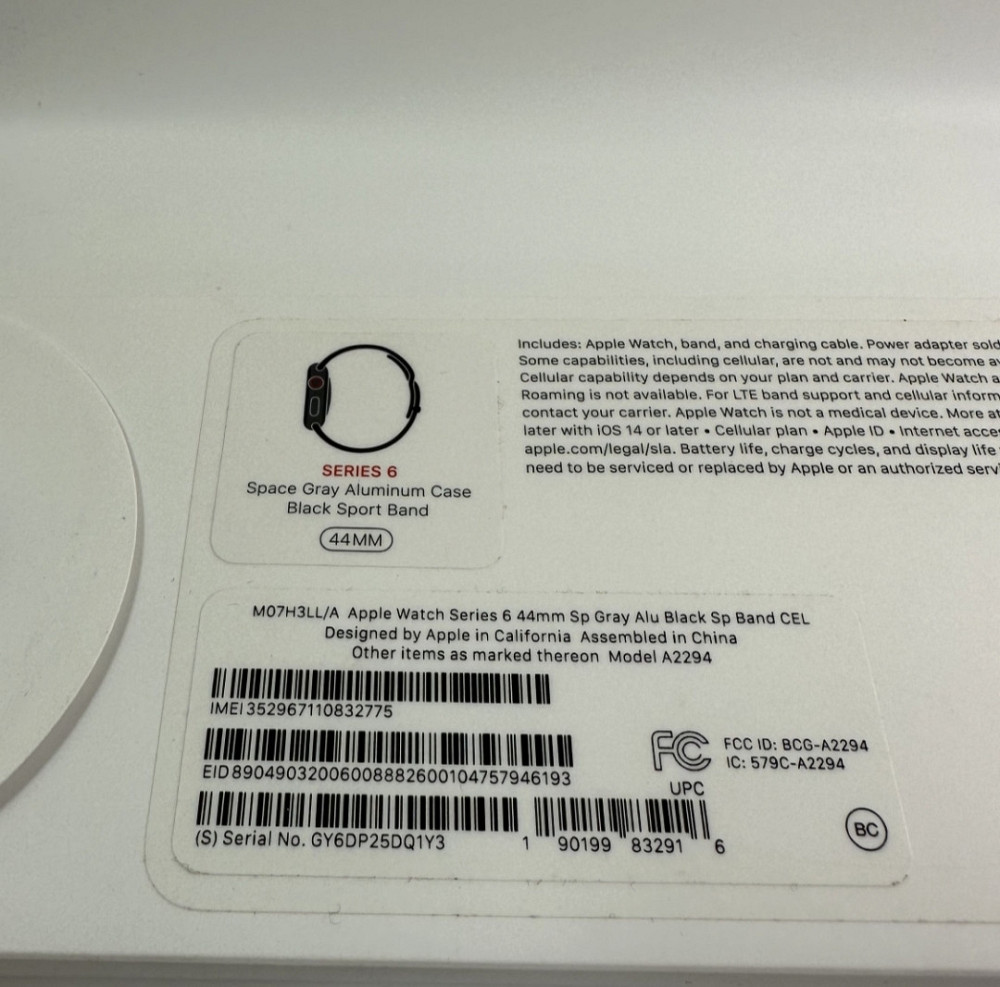 Includes: Apple Watch, band, and charging cable. Power adapter sold
Some capabilities, including cellular, are not and may not become
Cellular capability depends on your plan and carrier. Apple Watch
Roaming is not available. For LTE band support and cellular
contact your carrier. Apple Watch is not a medical device. More at
later with iOS 14 or later • Cellular plan • Apple ID • Internet
apple.com/legal/sla. Battery life, charge cycles, and display life
need to be serviced or replaced by Apple or an authorized
SERIES 6
Space Gray Aluminum Case
Black Sport Band
44MM
M07H3LL/A Apple Watch Series 6 44mm Sp Gray Alu Black Sp Band CEL
Designed by Apple in California Assembled in China
Other items as marked thereon Model A2294
IMEI 352967110832775
EID 89049032006008882600104757946193
(S) Serial No. GY6DP25DQ1Y3
FC
FCC ID: BCG-A2294
IC: 579C-A2294
UPC
1 90199 83291 6
BC